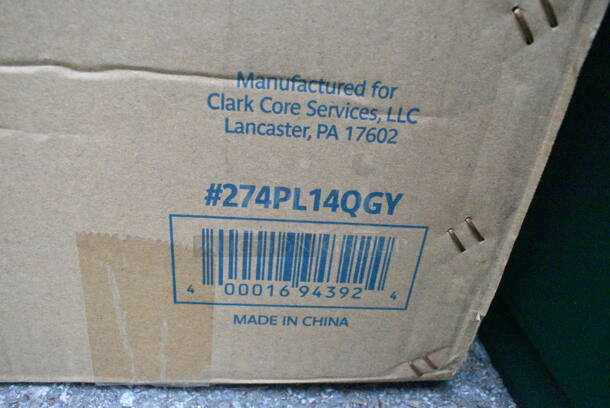 Manufactured for
Clark Core Services, LLC
Lancaster, PA 17602
#274PL14QGY
4 00016 94392 4
MADE IN CHINA